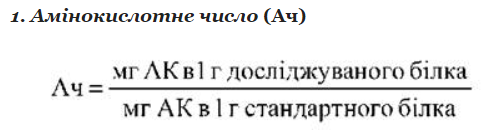 1. Амінокислотне число (Ач)
мг АК в 1 г досліджуваного білка
Ач =
мг АК в 1 г стандартного білка